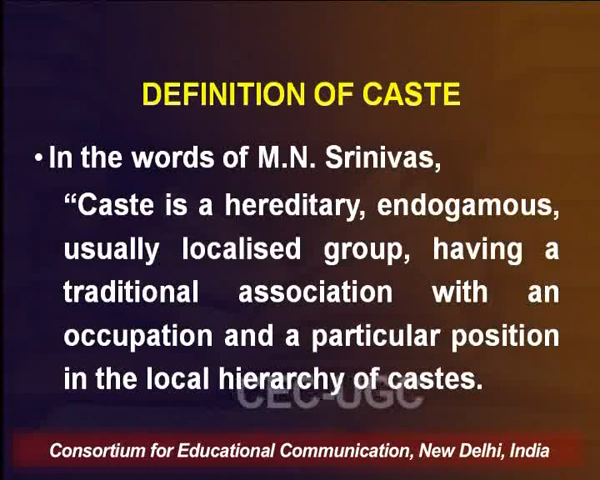 DEFINITION OF CASTE
• In the words of M.N. Srinivas,
“Caste is a hereditary, endogamous,
usually localised group, having a
traditional association with an
occupation and a particular position
in the local hierarchy of castes.
CEC-UGC
Consortium for Educational Communication, New Delhi, India